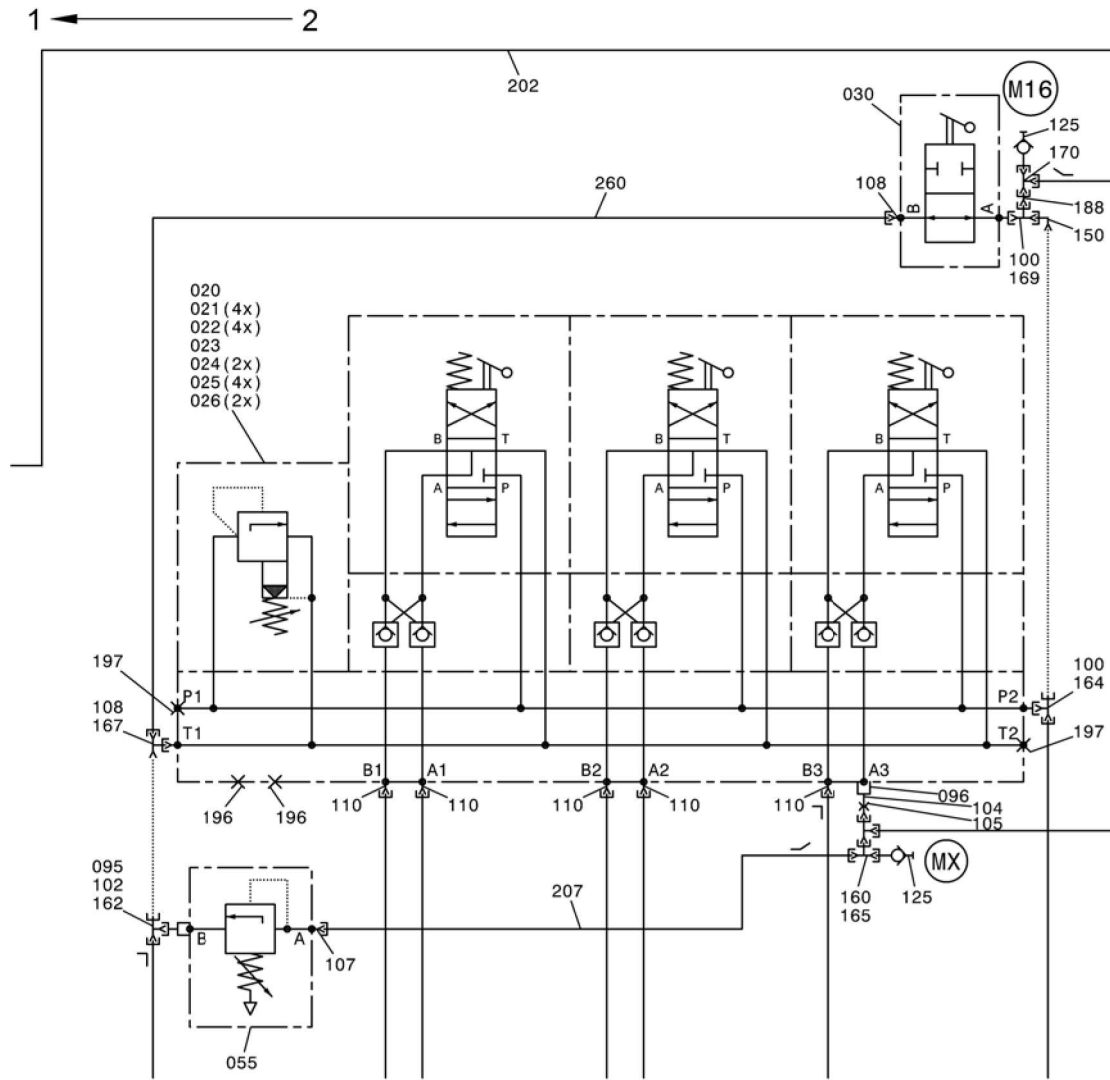 1 2
202
030
M16
125
170
260
108
B
A
188
150
100
169
020
021(4x)
022(4x)
023
024(2x)
025(4x)
026(2x)
B T
A P
B T
A P
B T
A P
197
P1
P2
100
164
108
167
T1
T2
197
B1 A1
B2 A2
B3 A3
196 196
110 110
110 110
110
096
104
105
095
102
162
B
A
107
207
160
165
125
MX
055